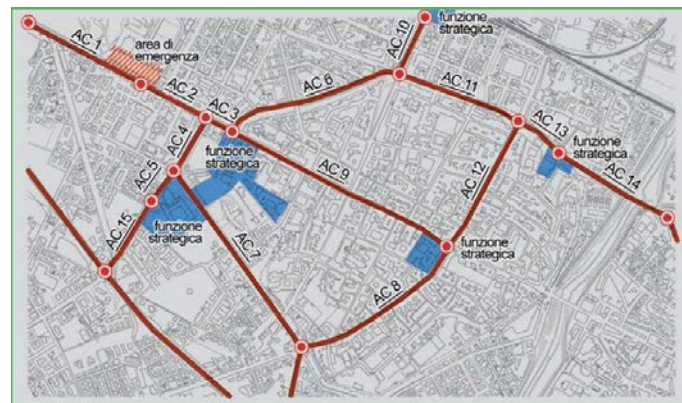 AC 10
funzione
strategica
AC 1
area di
emergenza
AC 2
AC 3
AC 6
AC 11
AC 13
AC 4
funzione
strategica
funzione
strategica
AC 5
AC 9
AC 12
AC 14
AC 15
funzione
strategica
AC 7
funzione
strategica
AC 8